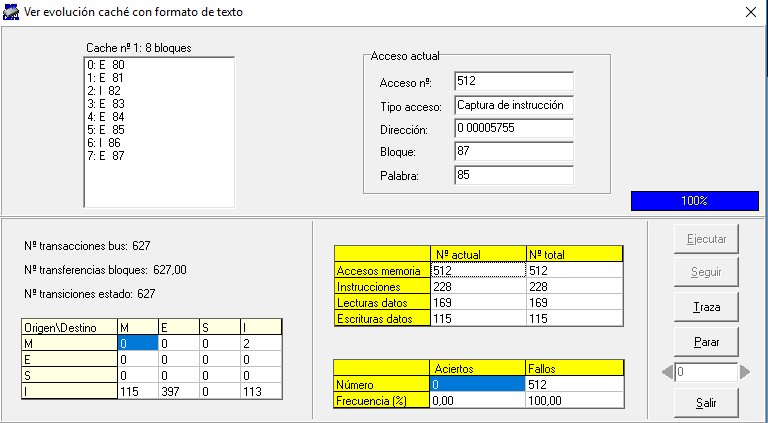 Ver evolución caché con formato de texto
Cache nº 1: 8 bloques
0: E 80
1: E 81
2: I 82
3: E 83
4: E 84
5: E 85
6: I 86
7: E 87
Acceso actual
Acceso nº: 512
Tipo acceso: Captura de instrucción
Dirección: 0 00005755
Bloque: 87
Palabra: 85
100%
Nº transacciones bus: 627
Nº transferencias bloques: 627,00
Nº transiciones estado: 627
Origen\Destino M E S I
M 0 0 0 2
E 0 0 0 0
S 0 0 0 0
I 115 397 0 113
Nº actual Nº total
Accesos memoria 512 512
Instrucciones 228 228
Lecturas datos 169 169
Escrituras datos 115 115
Aciertos Fallos
Número 0 512
Frecuencia (%) 0,00 100,00
Ejecutar
Seguir
Traza
Parar
0
Salir